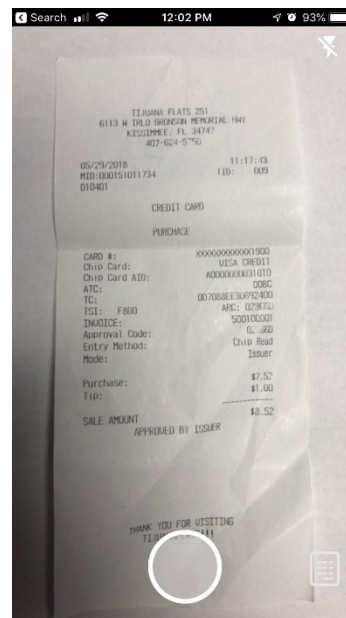 Search 12:02 PM 93%
TIJUANA FLATS 251
6113 W IRLO BRONSON MEMORIAL HWY
KISSIMMEE, FL 34747
407-624-5750
05/29/2018 11:17:43
MID:000151011734 TID: 009
010401
CREDIT CARD
PURCHASE
CARD #: XXXXXXXXXXXX1900
Chip Card: VISA CREDIT
Chip Card AID: A0000000031010
ATC: 008C
TC:
TSI: F800 ARC:
INVOICE:
Approval Code:
Entry Method: Chip Read
Mode: Issuer
Purchase: $7.52
Tip: $1.00
SALE AMOUNT $8.52
APPROVED BY ISSUER
THANK YOU FOR VISITING